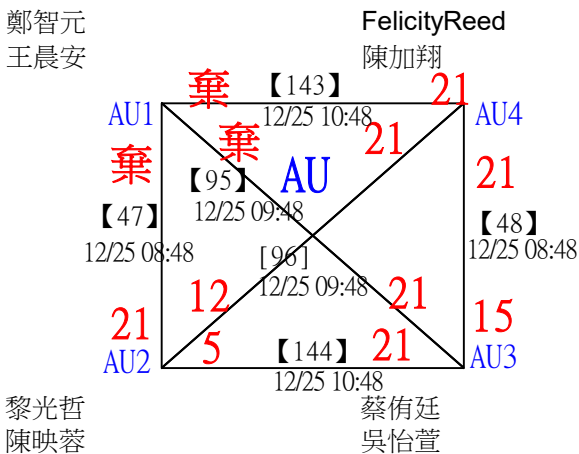 鄭智元
王晨安
FelicityReed
陳加翔
棄
【143】
21
AU1
12/25 10:48
AU4
棄
21
棄
【95】
AU
21
【47】
12/25 09:48
【48】
12/25 08:48
12/25 08:48
[96]
12
12/25 09:48
21
21
15
AU2
5
【144】
21
AU3
12/25 10:48
黎光哲
陳映蓉
蔡侑廷
吳怡萱